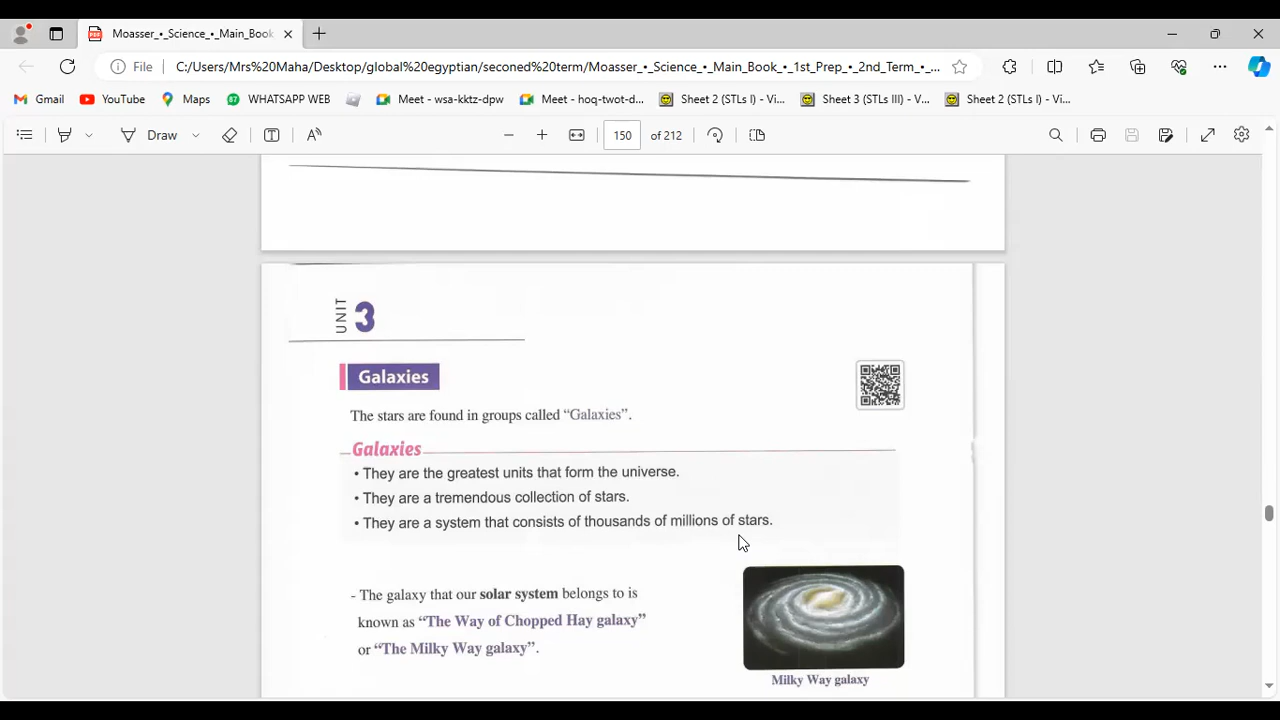 Moasser_•_Science_•_Main_Book
File
C:/Users/Mrs%20Maha/Desktop/global%20egyptian/seconed%20term/Moasser_•_Science_•_Main_Book_•_1st_Prep_•_2nd_Term_•_...
Gmail
YouTube
Maps
87
WHATSAPP WEB
Meet - wsa-kktz-dpw
Meet - hoq-twot-d...
Sheet 2 (STLs I) - Vi...
Sheet 3 (STLs III) - V...
Sheet 2 (STLs I) - Vi...
Draw
150 of 212
UNIT 3
Galaxies
The stars are found in groups called “Galaxies”.
Galaxies
• They are the greatest units that form the universe.
• They are a tremendous collection of stars.
• They are a system that consists of thousands of millions of stars.
- The galaxy that our solar system belongs to is
known as “The Way of Chopped Hay galaxy”
or “The Milky Way galaxy”.
Milky Way galaxy